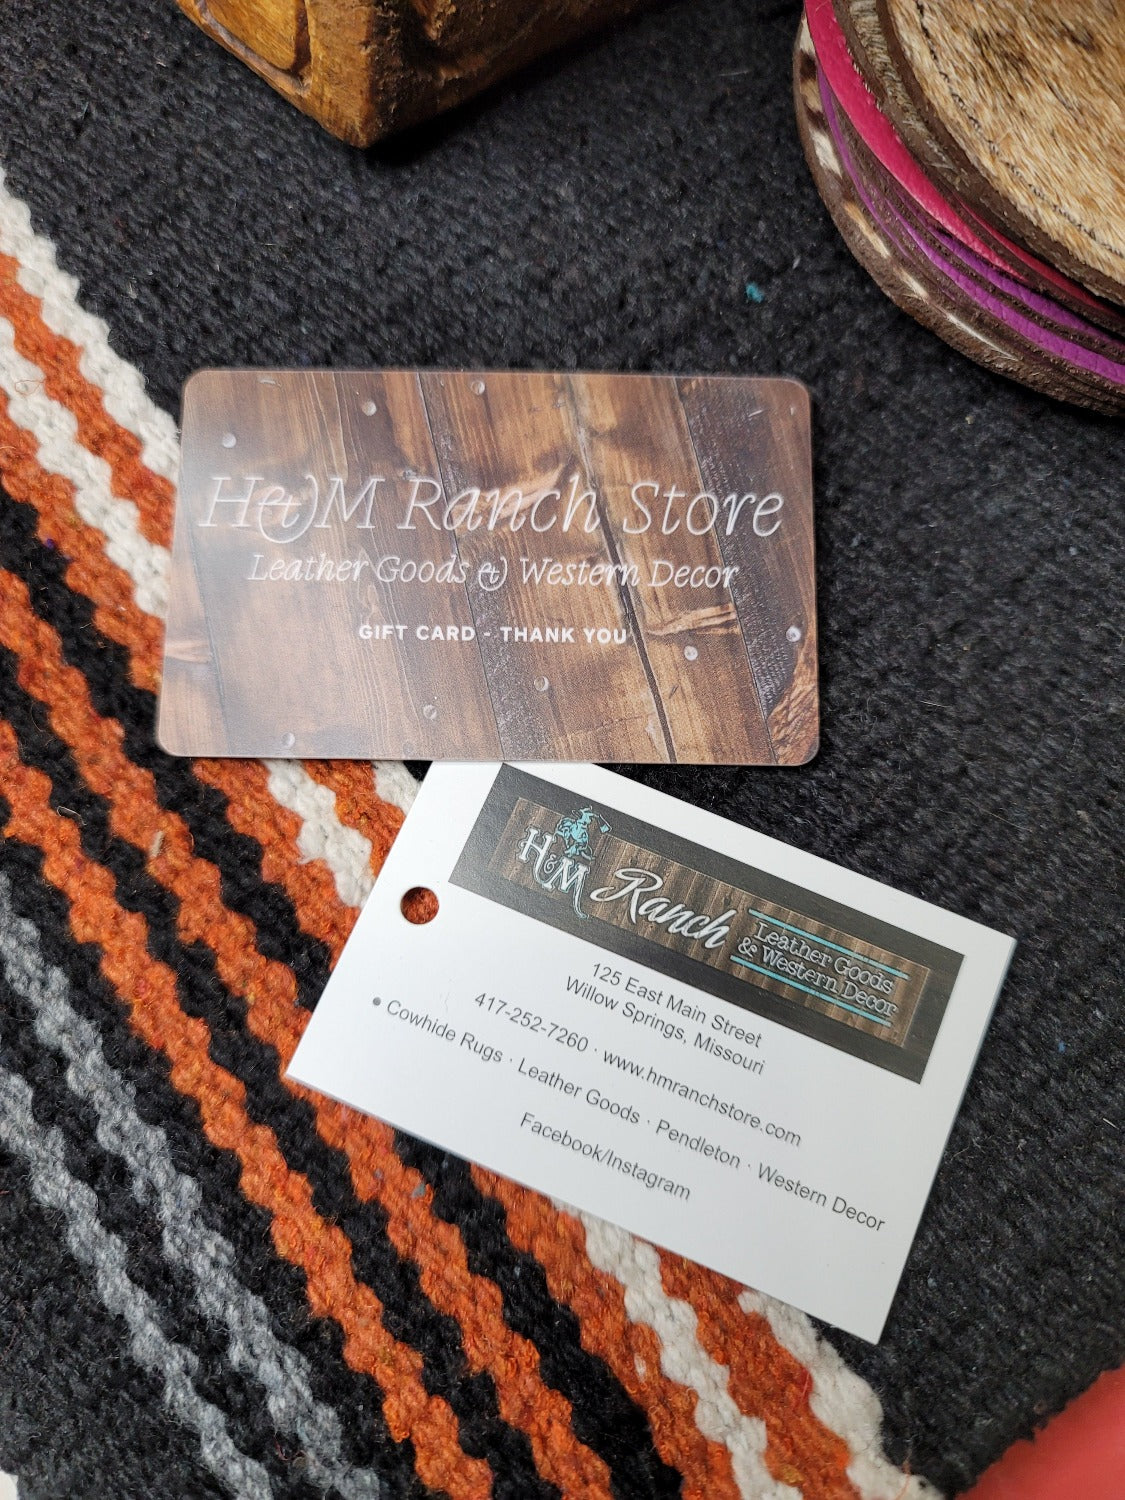 H&M Ranch Store
Leather Goods & Western Decor
GIFT CARD - THANK YOU
H&M Ranch
Leather Goods
& Western Decor
125 East Main Street
Willow Springs, Missouri
417-252-7260 · www.hmranchstore.com
• Cowhide Rugs · Leather Goods · Pendleton · Western Decor
Facebook/Instagram